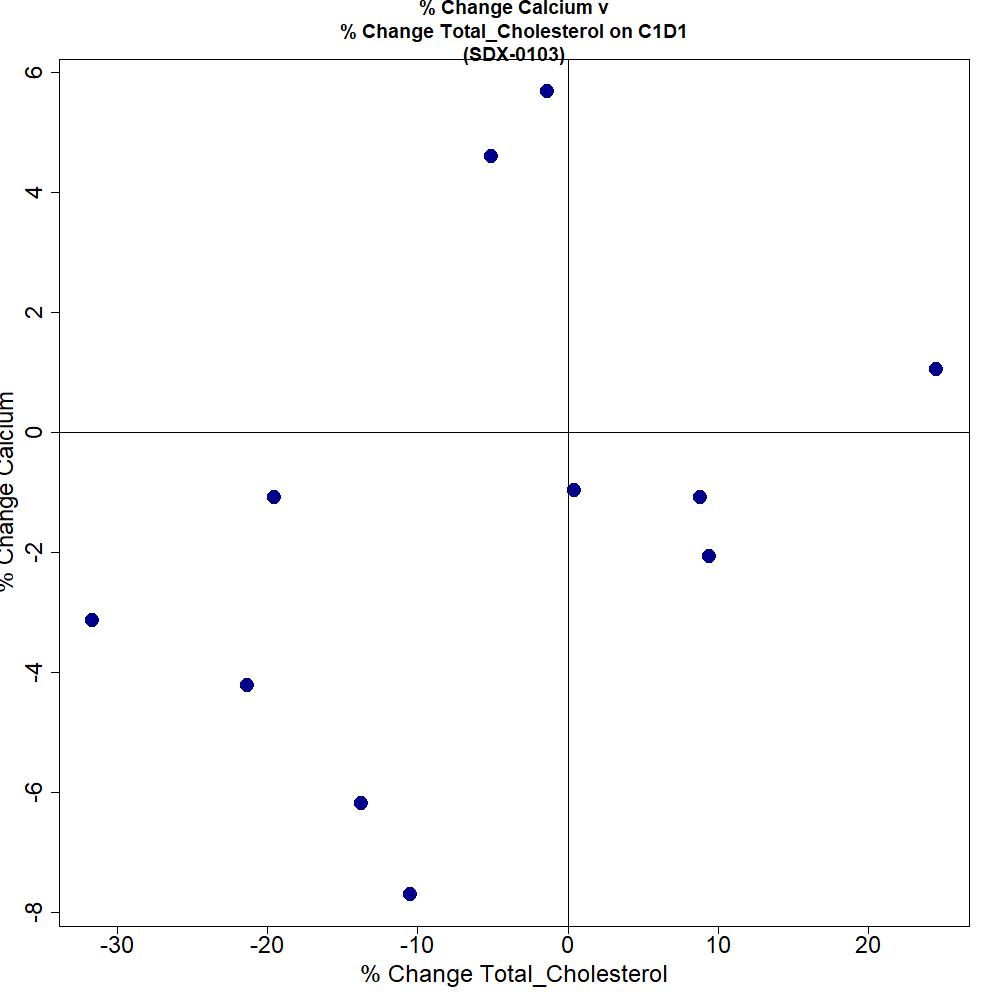 % Change Calcium v
% Change Total_Cholesterol on C1D1
(SDX-0103)
6
4
2
0
-2
-4
-6
-8
% Change Calcium
-30
-20
-10
0
10
20
% Change Total_Cholesterol